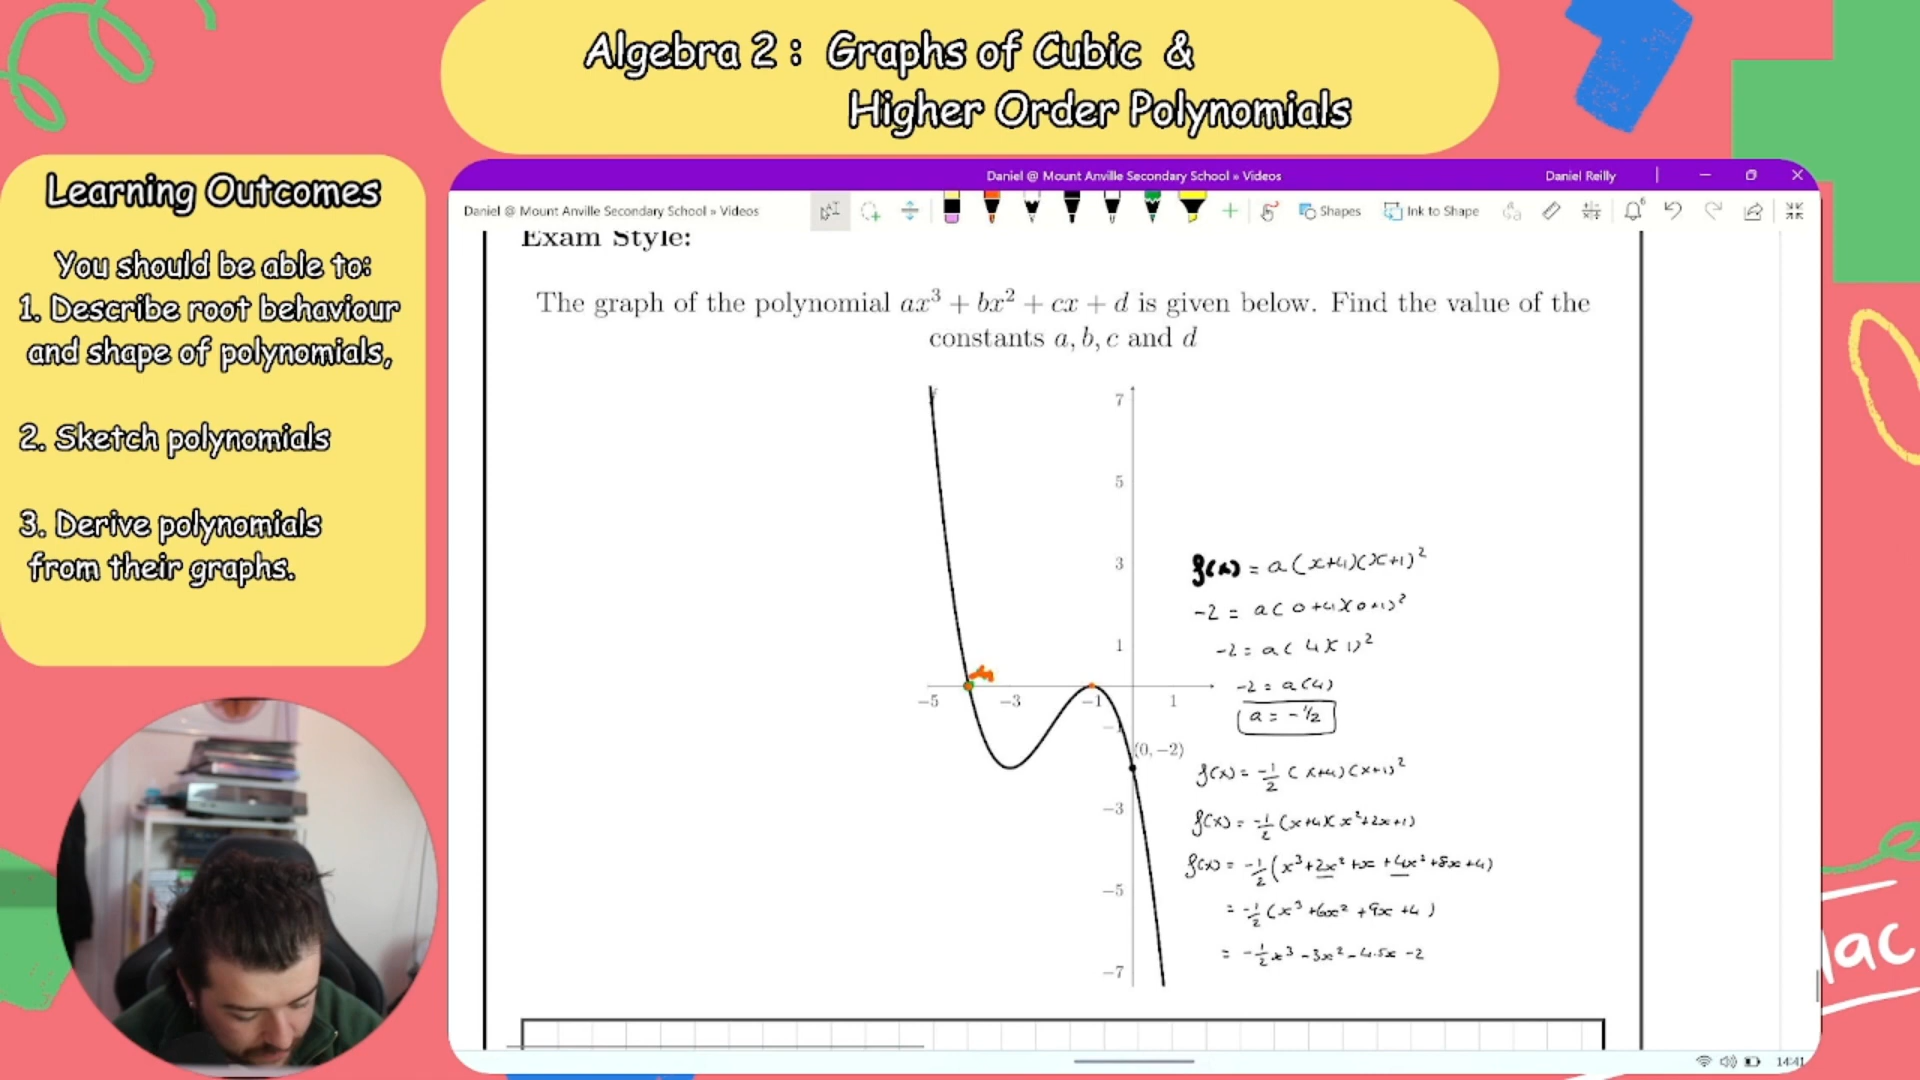 Algebra 2 : Graphs of Cubic &
Higher Order Polynomials
Learning Outcomes
You should be able to:
1. Describe root behaviour
and shape of polynomials,
2. Sketch polynomials
3. Derive polynomials
from their graphs.
Daniel @ Mount Anville Secondary School » Videos
Daniel Reilly
Daniel @ Mount Anville Secondary School » Videos
Shapes
Ink to Shape
6
Exam Style:
The graph of the polynomial ax³ + bx² + cx + d is given below. Find the value of the
constants a, b, c and d
7
5
3
1
−5
−3
−1
1
−1
(0, −2)
−3
−5
−7
f(x) = a(x+4)(x+1)²
-2 = a(0+4)(0+1)²
-2 = a(4)(1)²
-2 = a(4)
a = -1/2
f(x) = -1/2 (x+4)(x+1)²
f(x) = -1/2 (x+4)(x²+2x+1)
f(x) = -1/2 (x³+2x²+x+4x²+8x+4)
= -1/2 (x³+6x²+9x+4)
= -1/2x³-3x²-4.5x-2
lac
14:41